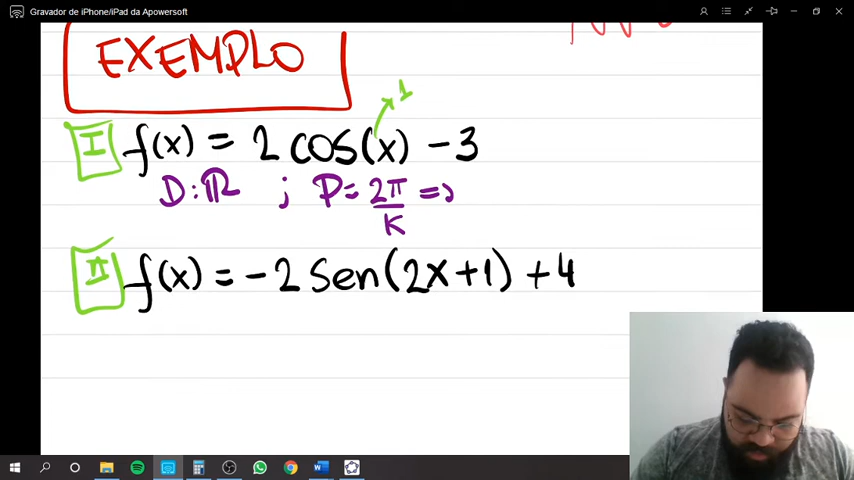 Gravador de iPhone/iPad da Apowersoft
EXEMPLO
1
I f(x) = 2 cos(x) - 3
D: ℝ ; P = 2π/K =>
II f(x) = -2 Sen(2x+1) + 4